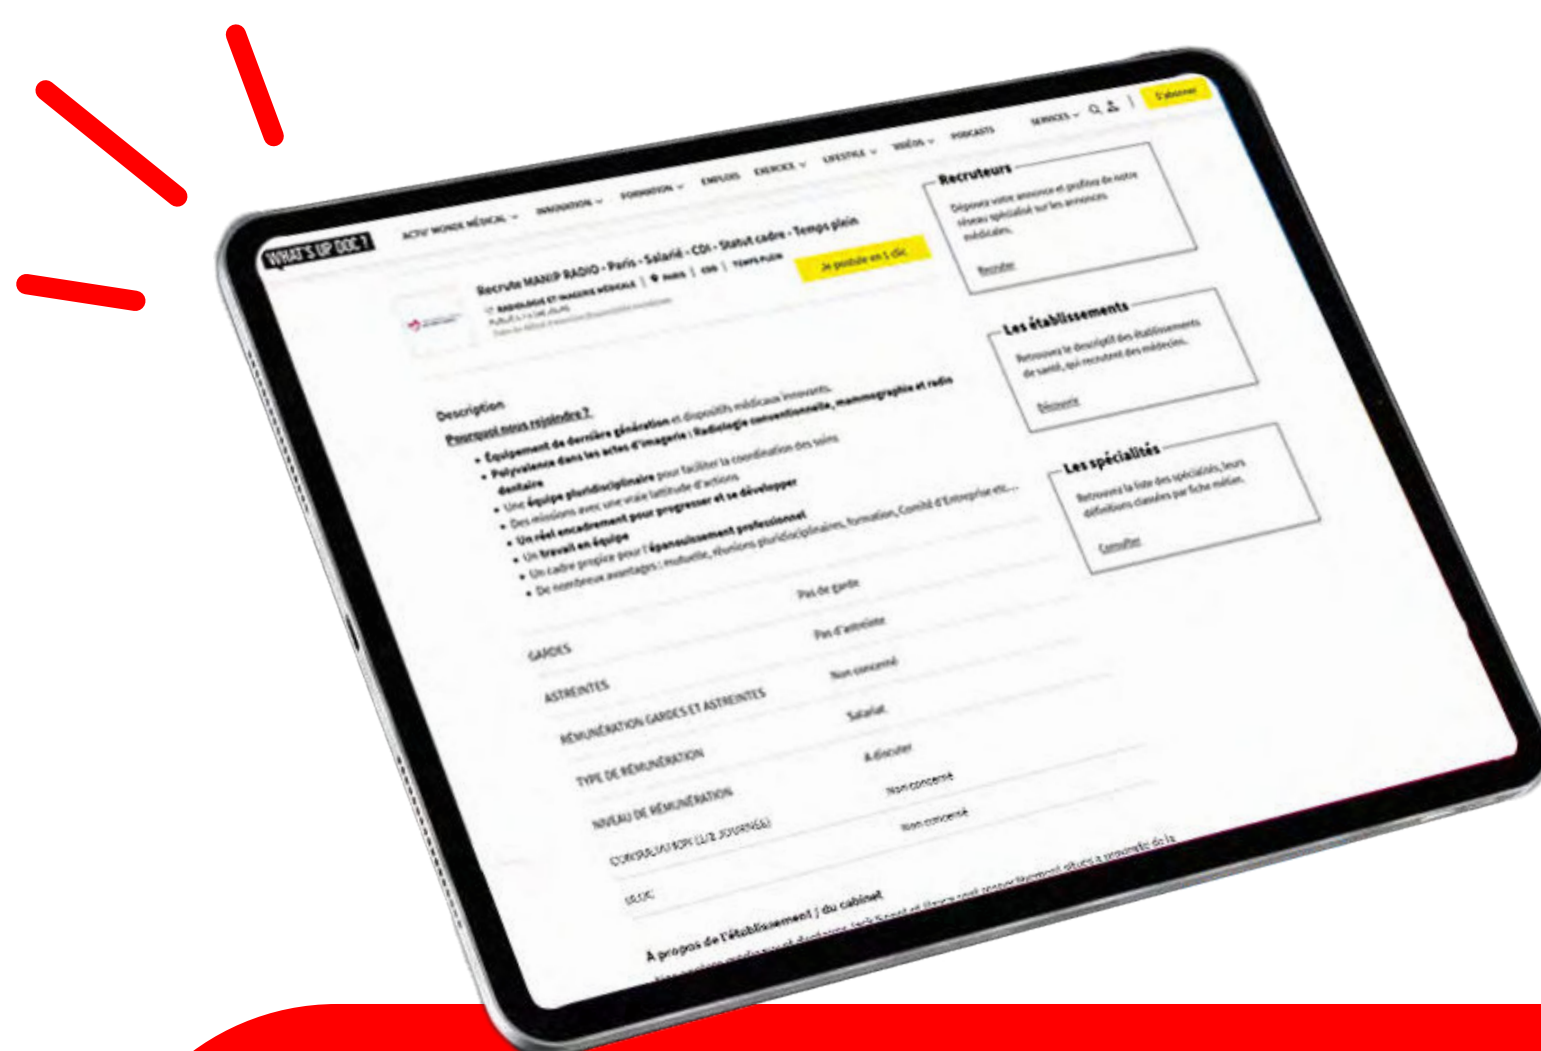 WHAT'S UP DOC ?
ACTU' MONDE MÉDICAL
INNOVATION
FORMATION
EMPLOIS
EXERCICE
LIFESTYLE
VIDÉOS
PODCASTS
SERVICES
S'abonner
Recrute MANIP RADIO - Paris - Salarié - CDI - Statut cadre - Temps plein
RADIOLOGIE ET IMAGERIE MÉDICALE | PARIS | CDD | TEMPS PLEIN
Je postule en 1 clic
Description
Pourquoi nous rejoindre ?
• Équipement de dernière génération et dispositifs médicaux innovants.
• Polyvalence dans les actes d'imagerie : Radiologie conventionnelle, mammographie et radio
dentaire
• Une équipe pluridisciplinaire pour faciliter la coordination des soins
• Des missions avec une vraie latitude d'actions
• Un réel encadrement pour progresser et se développer
• Un travail en équipe
• Un cadre propice pour l'épanouissement professionnel
• De nombreux avantages : mutuelle, réunions pluridisciplinaires, formation, Comité d'Entreprise etc...
GARDES Pas de garde
ASTREINTES Pas d'astreinte
RÉMUNÉRATION GARDES ET ASTREINTES Non concerné
TYPE DE RÉMUNÉRATION Salariat
NIVEAU DE RÉMUNÉRATION A discuter
CONSULTATION (1/2 JOURNÉE) Non concerné
BLOC Non concerné
À propos de l'établissement / du cabinet
Recruteurs
Déposez votre annonce et profitez de notre
réseau spécialisé sur les annonces
médicales.
Recruter
Les établissements
Retrouvez le descriptif des établissements
de santé, qui recrutent des médecins.
Découvrir
Les spécialités
Retrouvez la liste des spécialités, leurs
définitions classées par fiche métier.
Consulter